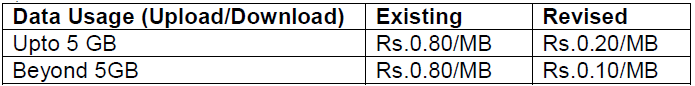 Data Usage (Upload/Download) Existing Revised
Upto 5 GB Rs.0.80/MB Rs.0.20/MB
Beyond 5GB Rs.0.80/MB Rs.0.10/MB